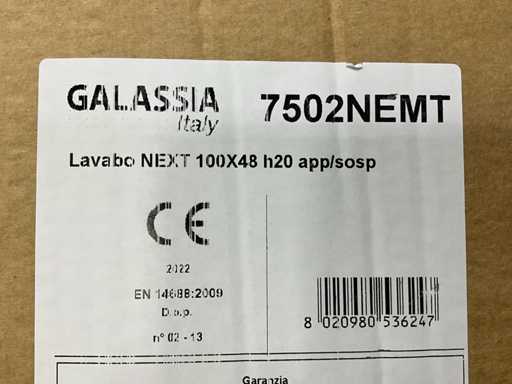 GALASSIA
Italy
7502NEMT
Lavabo NEXT 100X48 h20 app/sosp
CE
2022
EN 14688:2009
D.o.p.
n° 02 - 13
8 020980 536247
Garanzia